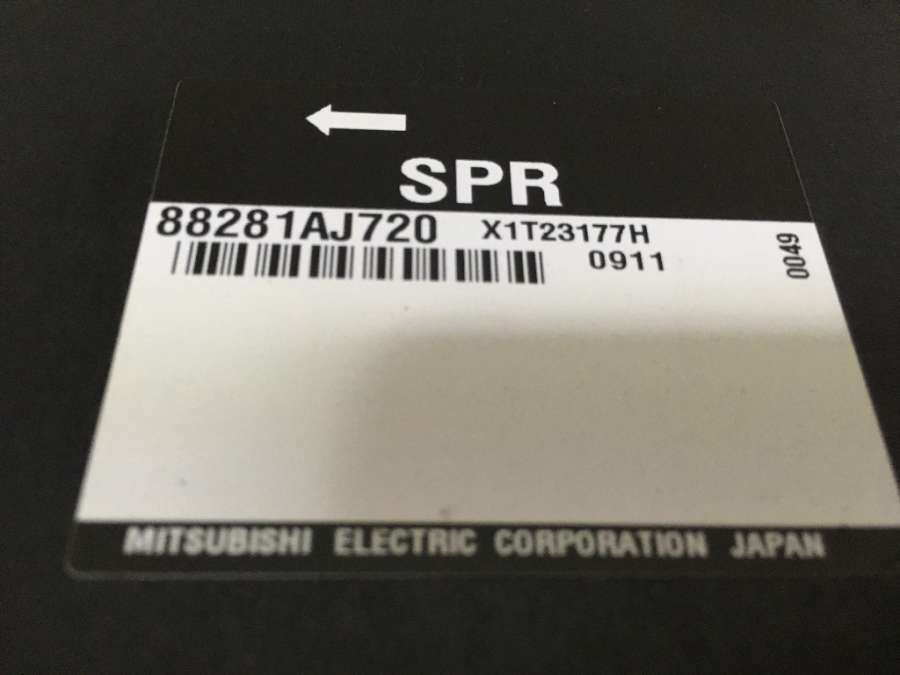 SPR
88281AJ720 X1T23177H
0911
0049
MITSUBISHI ELECTRIC CORPORATION JAPAN